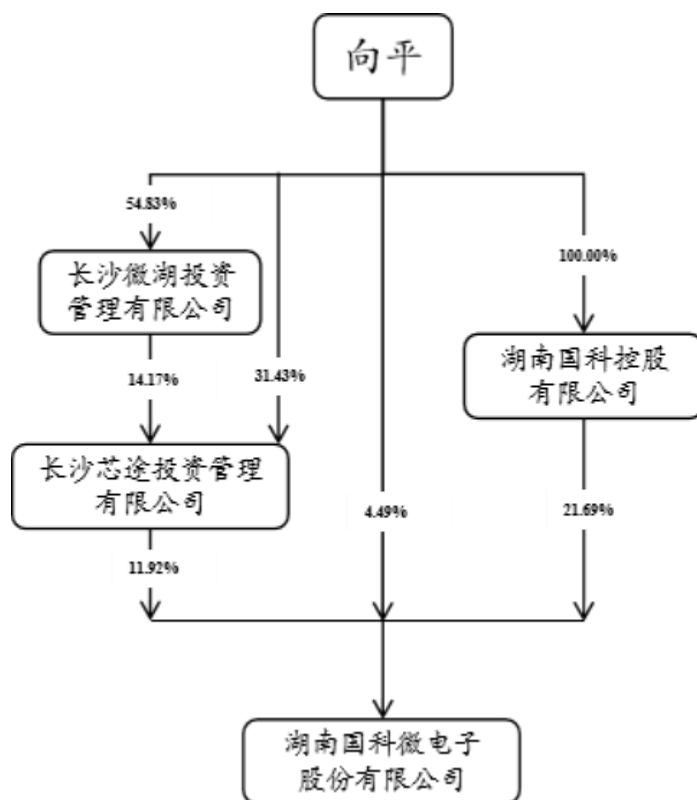 向平
54.83%
100.00%
长沙微湖投资
管理有限公司
湖南国科控股
有限公司
14.17%
31.43%
长沙芯途投资管理
有限公司
4.49%
21.69%
11.92%
湖南国科微电子
股份有限公司